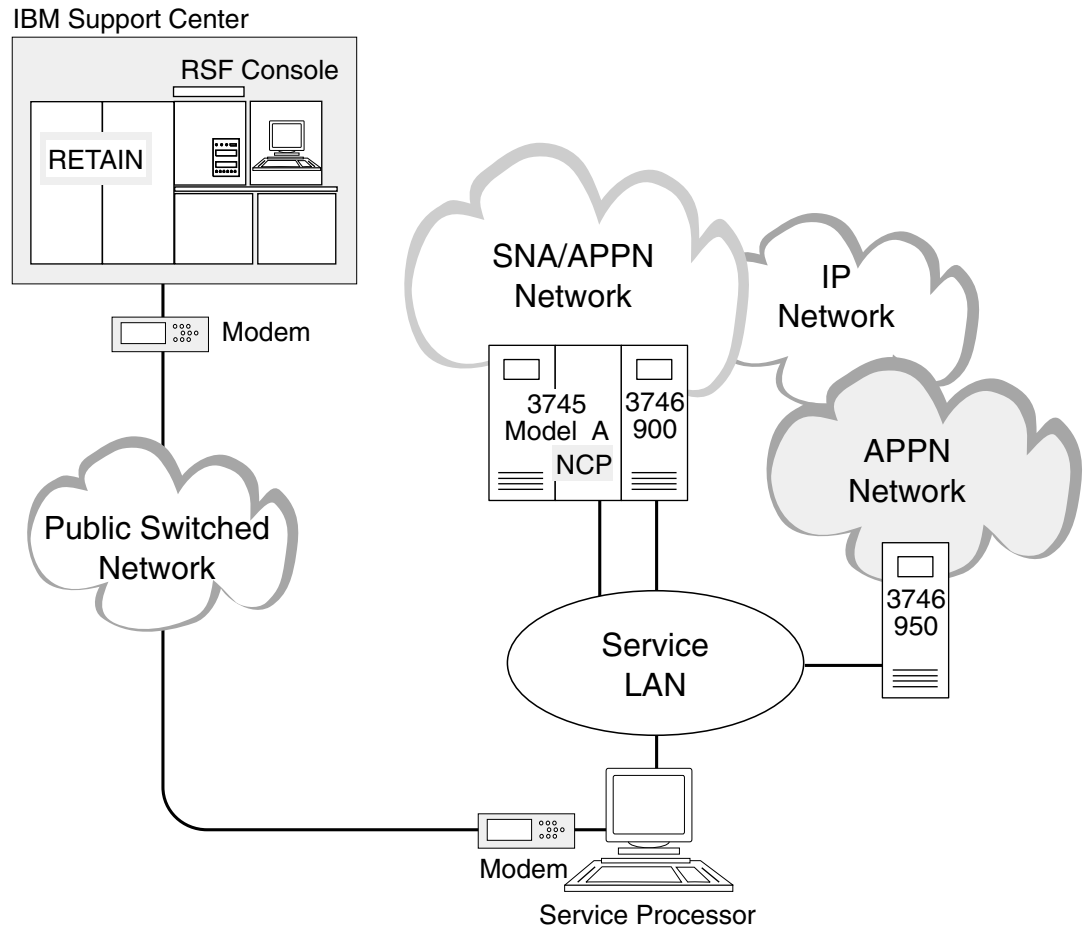 IBM Support Center
RSF Console
RETAIN
Modem
SNA/APPN
Network
IP
Network
3745
Model A
NCP
3746
900
APPN
Network
Public Switched
Network
3746
950
Service
LAN
Modem
Service Processor